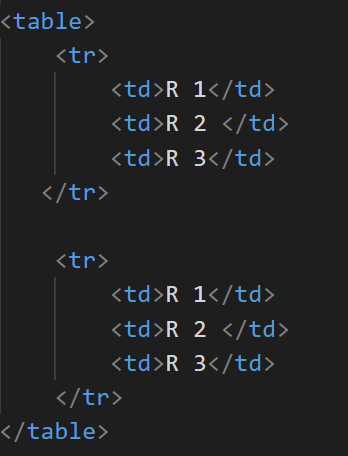 <table>
    <tr>
        <td>R 1</td>
        <td>R 2 </td>
        <td>R 3</td>
   </tr>

    <tr>
        <td>R 1</td>
        <td>R 2 </td>
        <td>R 3</td>
    </tr>
</table>